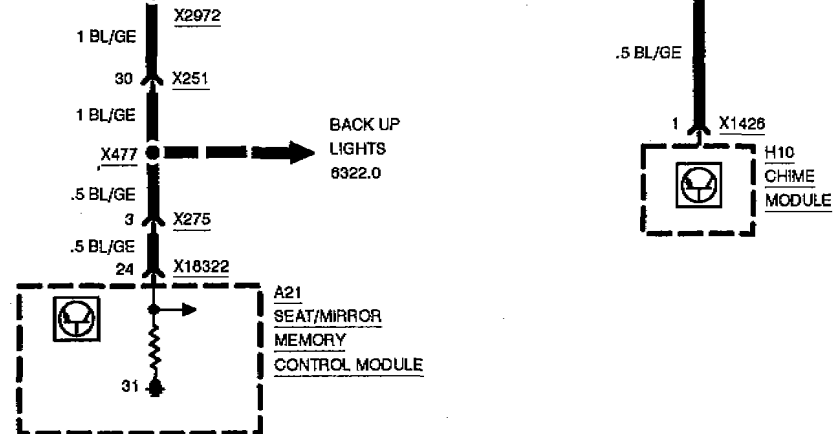 X2972
1 BL/GE
30 X251
1 BL/GE
X477
BACK UP
LIGHTS
6322.0
.5 BL/GE
3 X275
.5 BL/GE
24 X18322
A21
SEAT/MIRROR
MEMORY
CONTROL MODULE
31
.5 BL/GE
1 X1426
H10
CHIME
MODULE